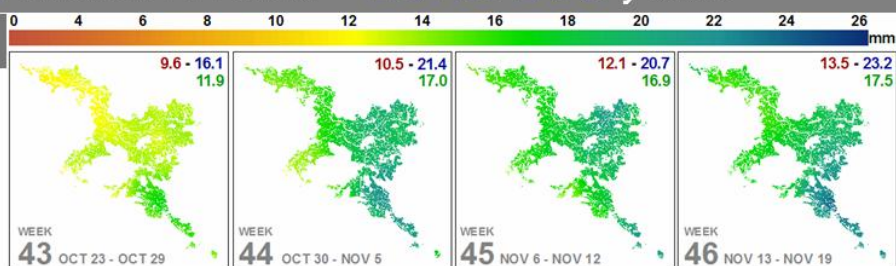 0 4 6 8 10 12 14 16 18 20 22 24 26
mm
9.6 - 16.1
11.9
WEEK
43 OCT 23 - OCT 29
10.5 - 21.4
17.0
WEEK
44 OCT 30 - NOV 5
12.1 - 20.7
16.9
WEEK
45 NOV 6 - NOV 12
13.5 - 23.2
17.5
WEEK
46 NOV 13 - NOV 19